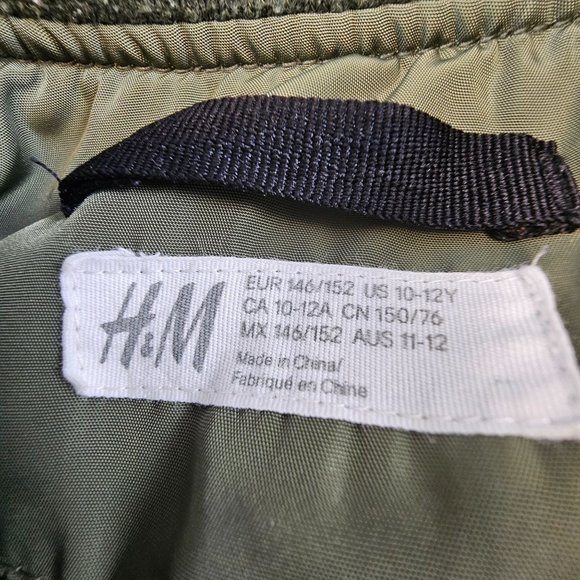 H&M
EUR 146/152 US 10-12Y
CA 10-12A CN 150/76
MX 146/152 AUS 11-12
Made in China/
Fabriqué en Chine